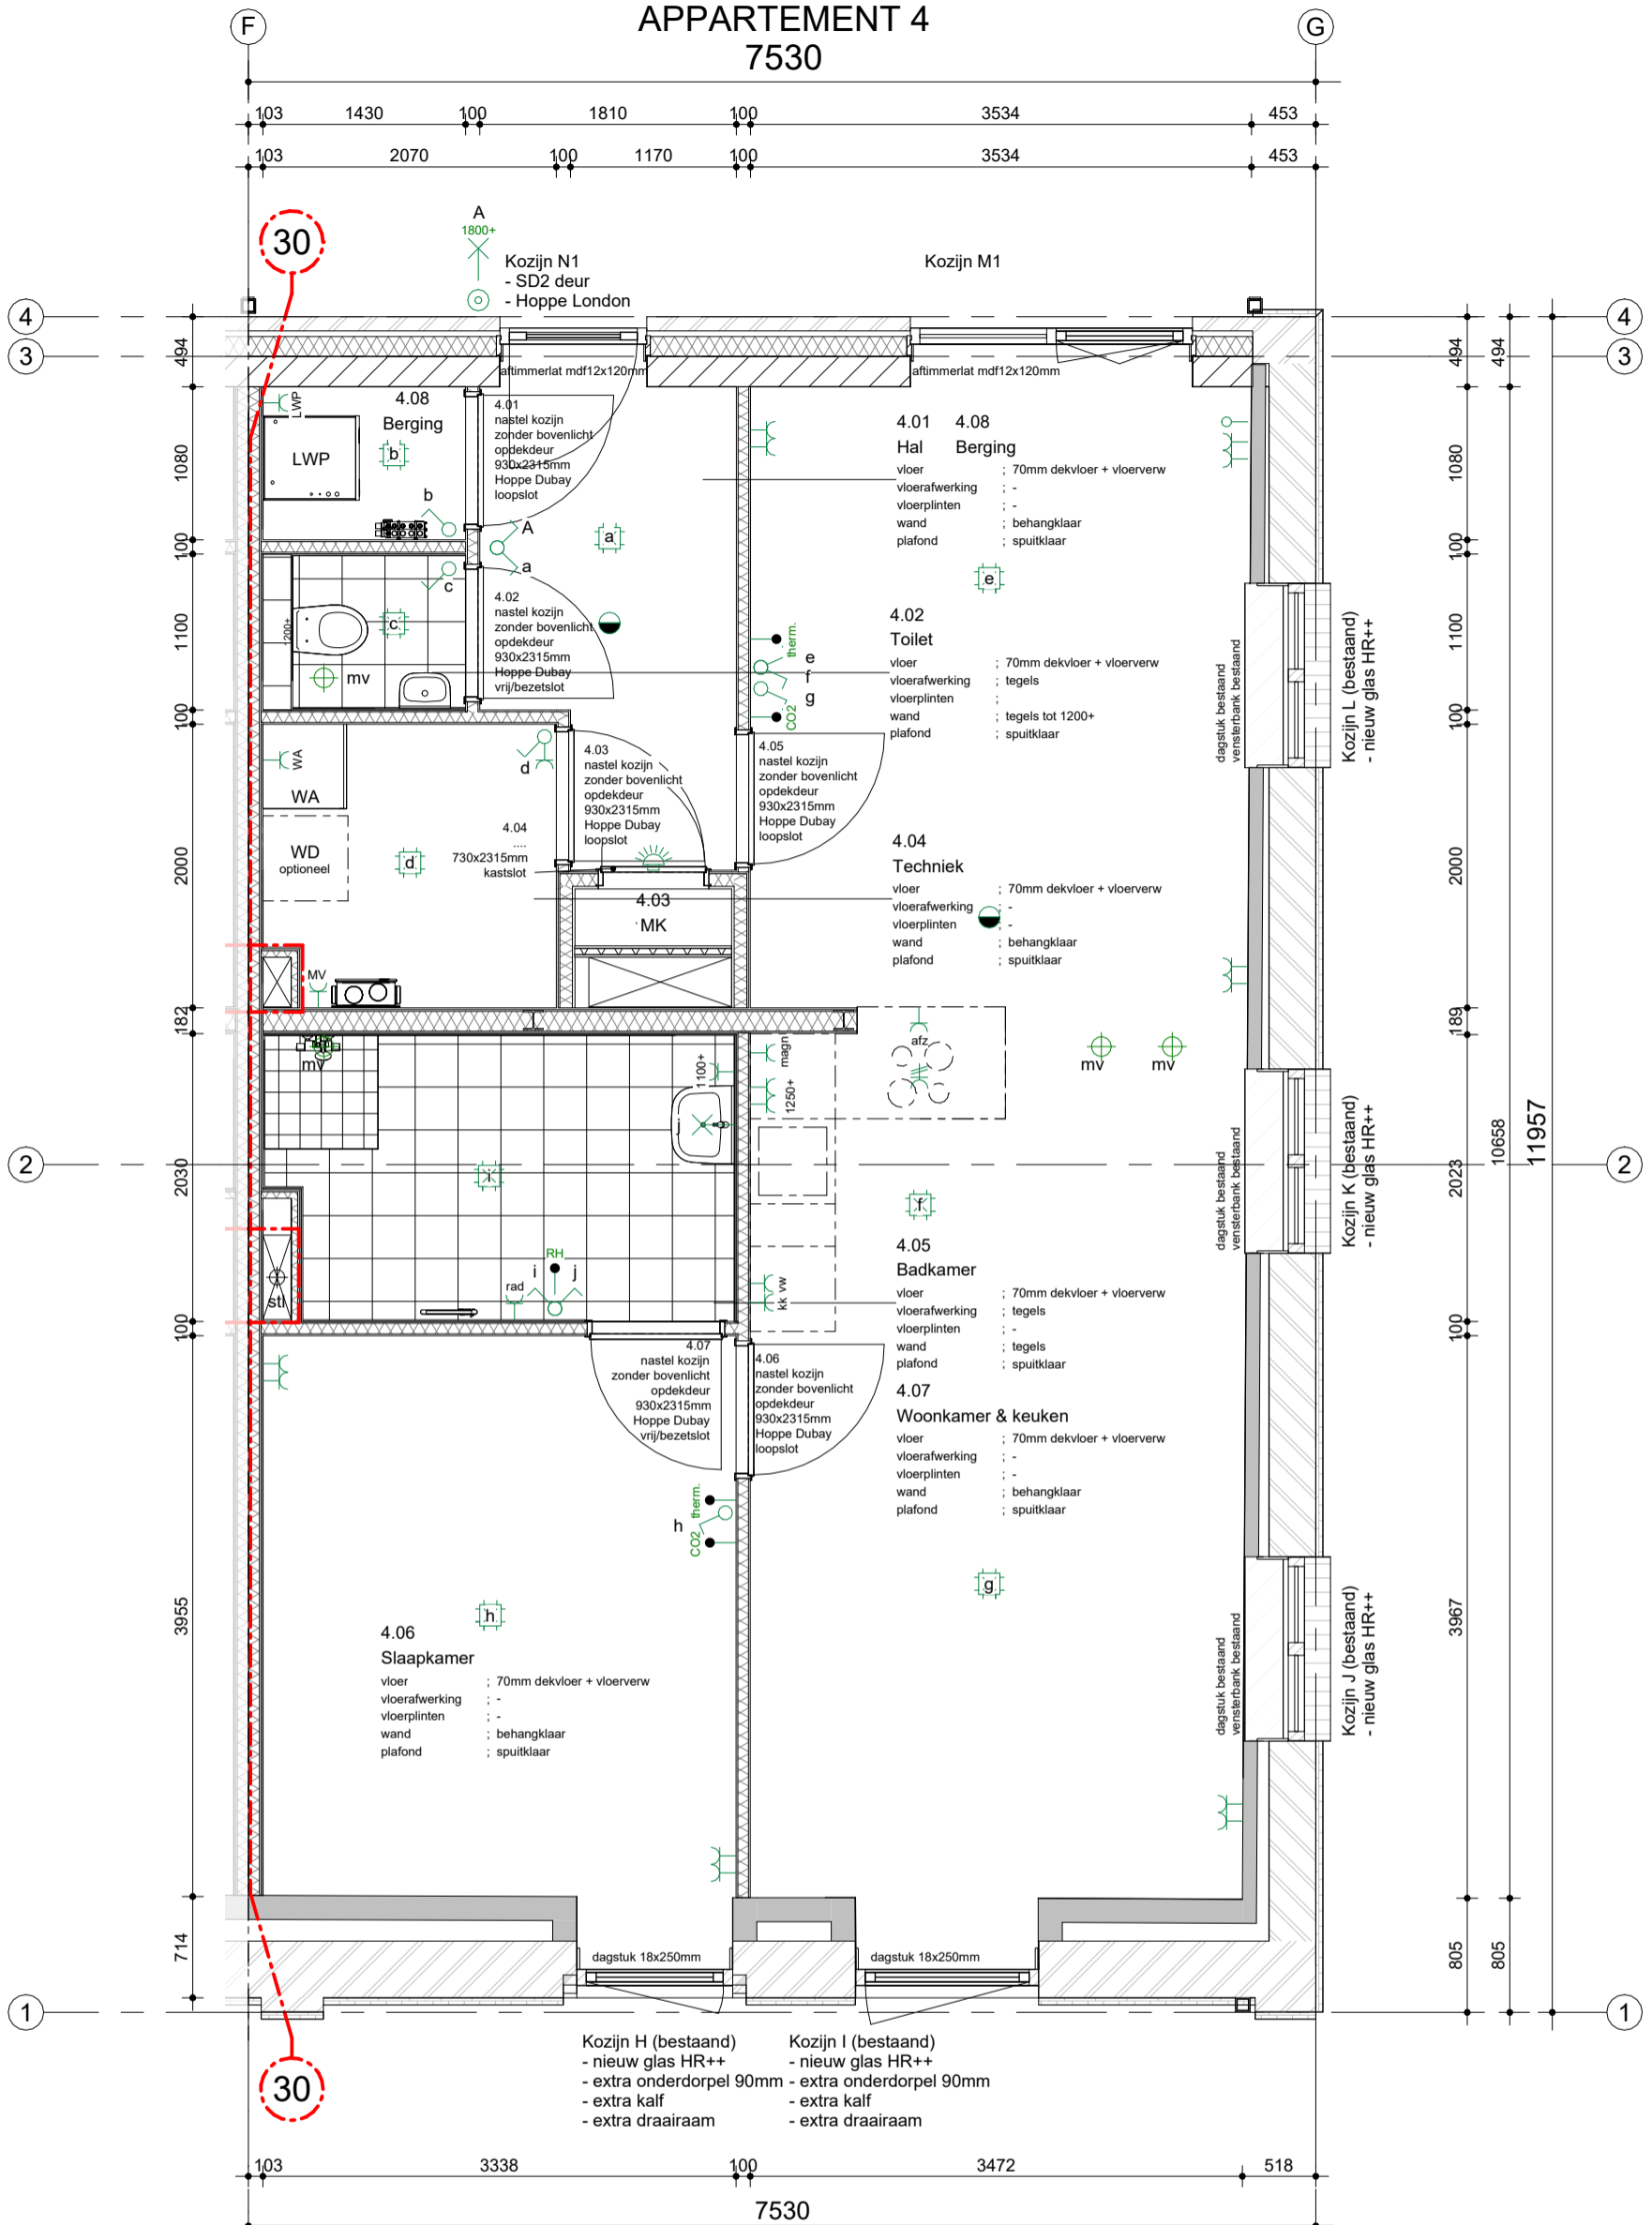 APPARTEMENT 4
F
G
7530
103 1430 100 1810 100 3534 453
103 2070 100 1170 100 3534 453
30
A
1800+
Kozijn N1
- SD2 deur
- Hoppe London
Kozijn M1
4
4
3
3
494
494
494
aftimmerlat mdf12x120mm
aftimmerlat mdf12x120mm
LWP
4.08
Berging
LWP
b
b
4.01
nastel kozijn
zonder bovenlicht
opdekdeur
930x2315mm
Hoppe Dubay
loopslot
A
a
a
4.01 4.08
Hal Berging
vloer ; 70mm dekvloer + vloerverw
vloerafwerking ; -
vloerplinten ; -
wand ; behangklaar
plafond ; spuitklaar
e
1080
1080
100
100
c
c
1200+
mv
4.02
nastel kozijn
zonder bovenlicht
opdekdeur
930x2315mm
Hoppe Dubay
vrij/bezetslot
therm.
e
f
g
CO2
4.02
Toilet
vloer ; 70mm dekvloer + vloerverw
vloerafwerking ; tegels
vloerplinten ;
wand ; tegels tot 1200+
plafond ; spuitklaar
1100
1100
dagstuk bestaand
vensterbank bestaand
Kozijn L (bestaand)
- nieuw glas HR++
100
100
WA
WA
d
4.03
nastel kozijn
zonder bovenlicht
opdekdeur
930x2315mm
Hoppe Dubay
loopslot
4.05
nastel kozijn
zonder bovenlicht
opdekdeur
930x2315mm
Hoppe Dubay
loopslot
WD
optioneel
d
4.04
....
730x2315mm
kastslot
4.03
MK
4.04
Techniek
vloer ; 70mm dekvloer + vloerverw
vloerafwerking ; -
vloerplinten ; -
wand ; behangklaar
plafond ; spuitklaar
2000
2000
MV
182
189
mv
1100+
j
magn
1250+
afz
mv
mv
i
f
2
2
2030
2023
10658
11957
dagstuk bestaand
vensterbank bestaand
Kozijn K (bestaand)
- nieuw glas HR++
stl
RH
i
j
rad
kk vw
4.05
Badkamer
vloer ; 70mm dekvloer + vloerverw
vloerafwerking ; tegels
vloerplinten ; -
wand ; tegels
plafond ; spuitklaar
100
100
4.07
nastel kozijn
zonder bovenlicht
opdekdeur
930x2315mm
Hoppe Dubay
vrij/bezetslot
4.06
nastel kozijn
zonder bovenlicht
opdekdeur
930x2315mm
Hoppe Dubay
loopslot
4.07
Woonkamer & keuken
vloer ; 70mm dekvloer + vloerverw
vloerafwerking ; -
vloerplinten ; -
wand ; behangklaar
plafond ; spuitklaar
therm.
h
CO2
g
h
4.06
Slaapkamer
vloer ; 70mm dekvloer + vloerverw
vloerafwerking ; -
vloerplinten ; -
wand ; behangklaar
plafond ; spuitklaar
3955
3967
dagstuk bestaand
vensterbank bestaand
Kozijn J (bestaand)
- nieuw glas HR++
714
805
805
dagstuk 18x250mm
dagstuk 18x250mm
1
1
Kozijn H (bestaand)
- nieuw glas HR++
- extra onderdorpel 90mm
- extra kalf
- extra draairaam
Kozijn I (bestaand)
- nieuw glas HR++
- extra onderdorpel 90mm
- extra kalf
- extra draairaam
30
103 3338 100 3472 518
7530